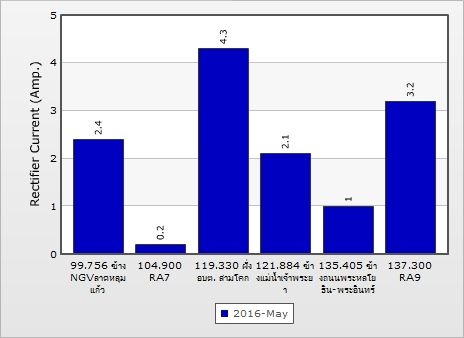 5
4
3
2
1
0
Rectifier Current (Amp.)
2.4
0.2
4.3
2.1
1
3.2
99.756 ข้าง
NGVลาดหลุม
แก้ว
104.900
RA7
119.330 ฝั่ง
อบต. สามโคก
121.884 ข้า
งแม่น้ำเจ้าพระย
า
135.405 ข้า
งถนนพระหลโย
ธิน-พระอินทร์
137.300
RA9
2016-May